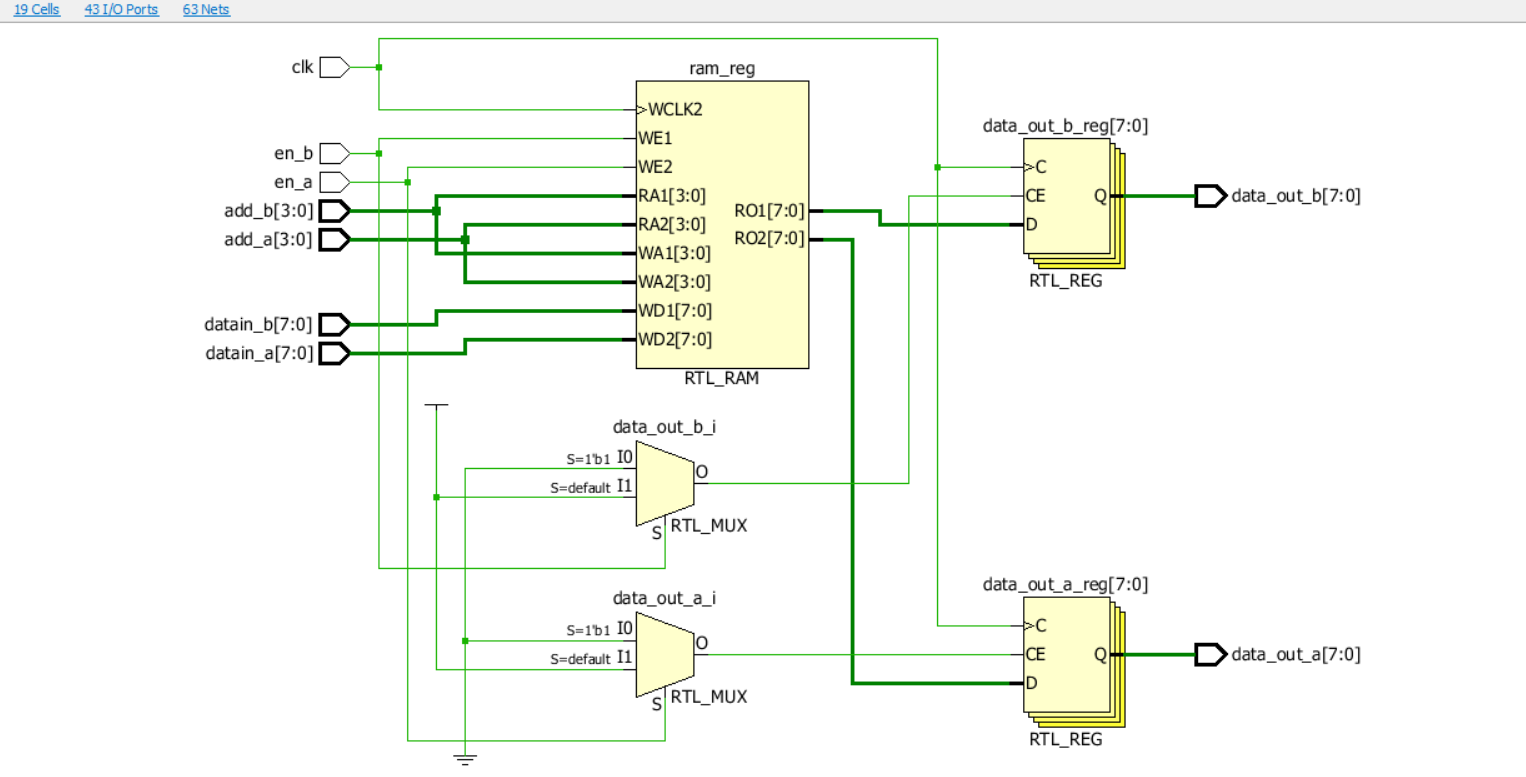 19 Cells 43 I/O Ports 63 Nets
clk
en_b
en_a
add_b[3:0]
add_a[3:0]
datain_b[7:0]
datain_a[7:0]
ram_reg
WCLK2
WE1
WE2
RA1[3:0]
RA2[3:0]
WA1[3:0]
WA2[3:0]
WD1[7:0]
WD2[7:0]
RO1[7:0]
RO2[7:0]
RTL_RAM
data_out_b_reg[7:0]
C
CE
D
Q
RTL_REG
data_out_b[7:0]
data_out_b_i
S=1'b1 I0
S=default I1
O
S
RTL_MUX
data_out_a_i
S=1'b1 I0
S=default I1
O
S
RTL_MUX
data_out_a_reg[7:0]
C
CE
D
Q
RTL_REG
data_out_a[7:0]